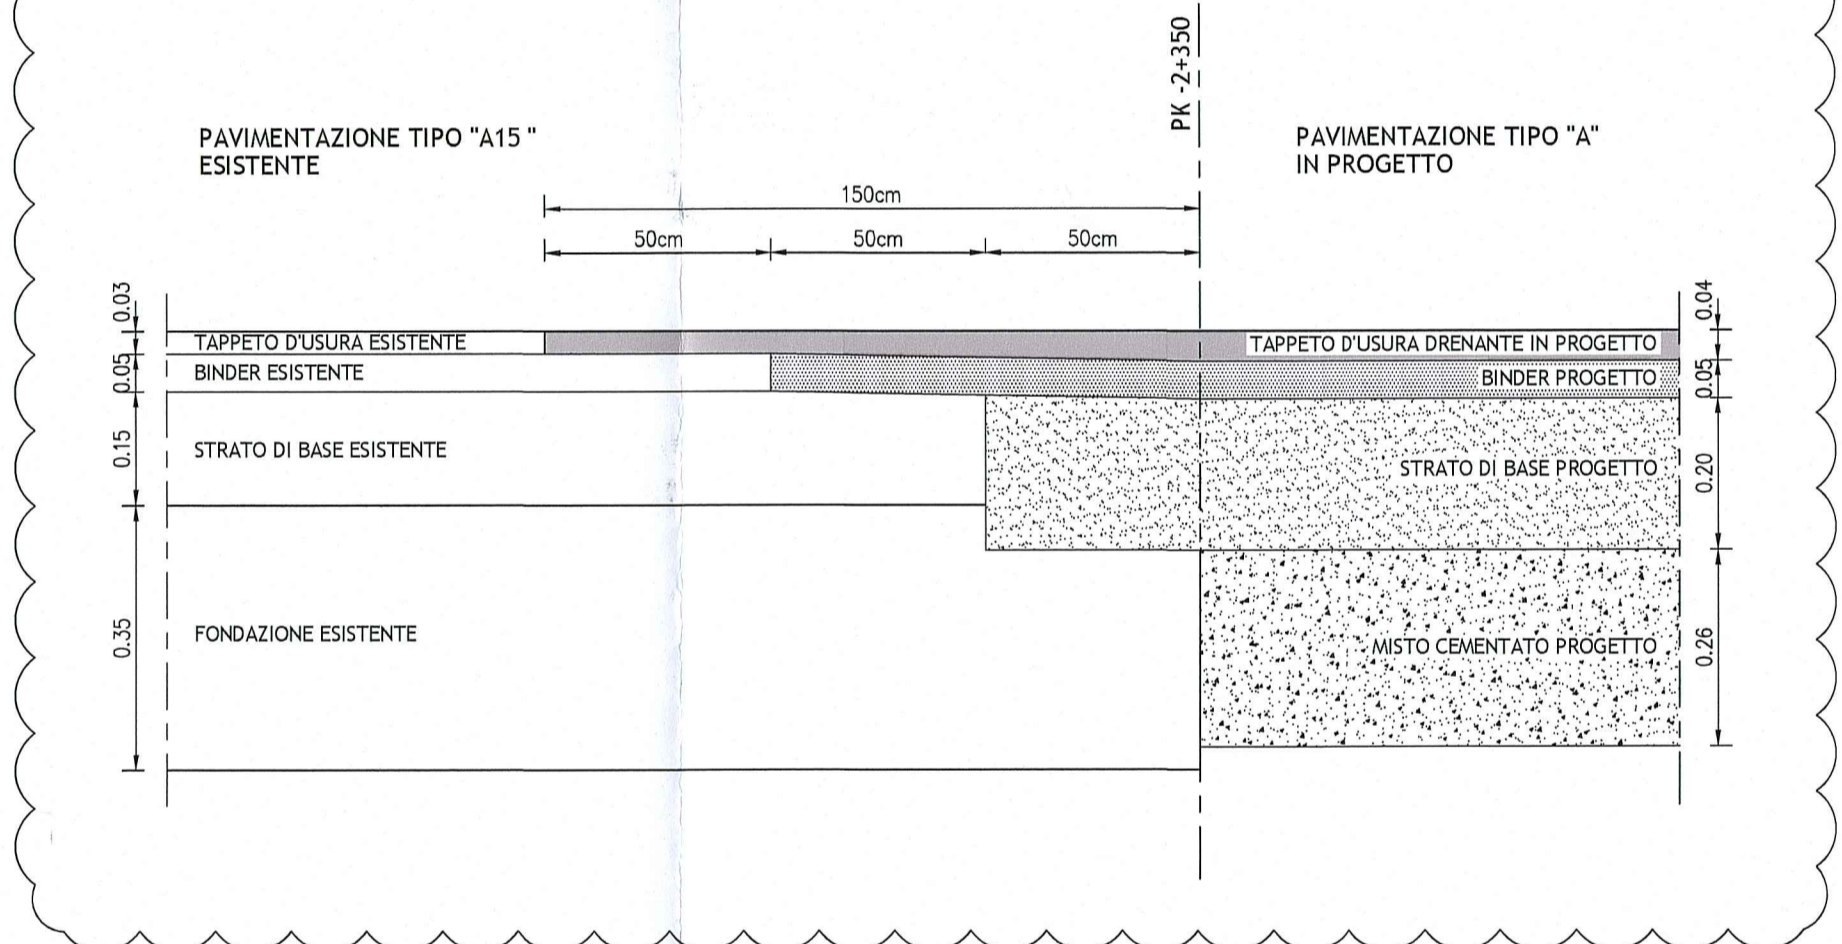 PK -2+350
PAVIMENTAZIONE TIPO "A15 "
ESISTENTE
PAVIMENTAZIONE TIPO "A"
IN PROGETTO
150cm
50cm
50cm
50cm
0.03
0.05
0.15
0.35
TAPPETO D'USURA ESISTENTE
BINDER ESISTENTE
STRATO DI BASE ESISTENTE
FONDAZIONE ESISTENTE
TAPPETO D'USURA DRENANTE IN PROGETTO
BINDER PROGETTO
STRATO DI BASE PROGETTO
MISTO CEMENTATO PROGETTO
0.04
0.05
0.20
0.26